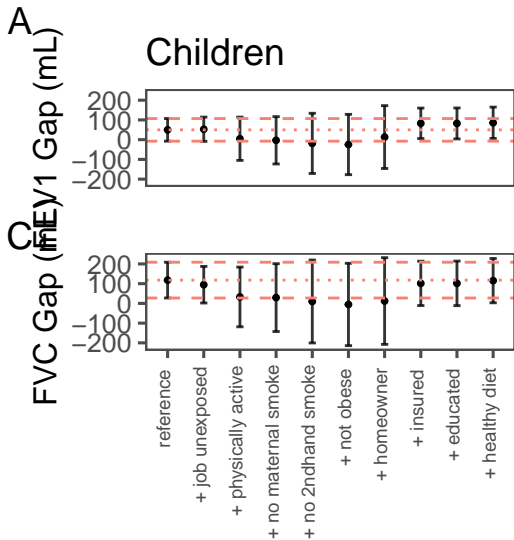 A
Children
FEV1 Gap (mL)
200
100
0
−100
−200
C
FVC Gap (mL)
200
100
0
−100
−200
reference
+ job unexposed
+ physically active
+ no maternal smoke
+ no 2ndhand smoke
+ not obese
+ homeowner
+ insured
+ educated
+ healthy diet